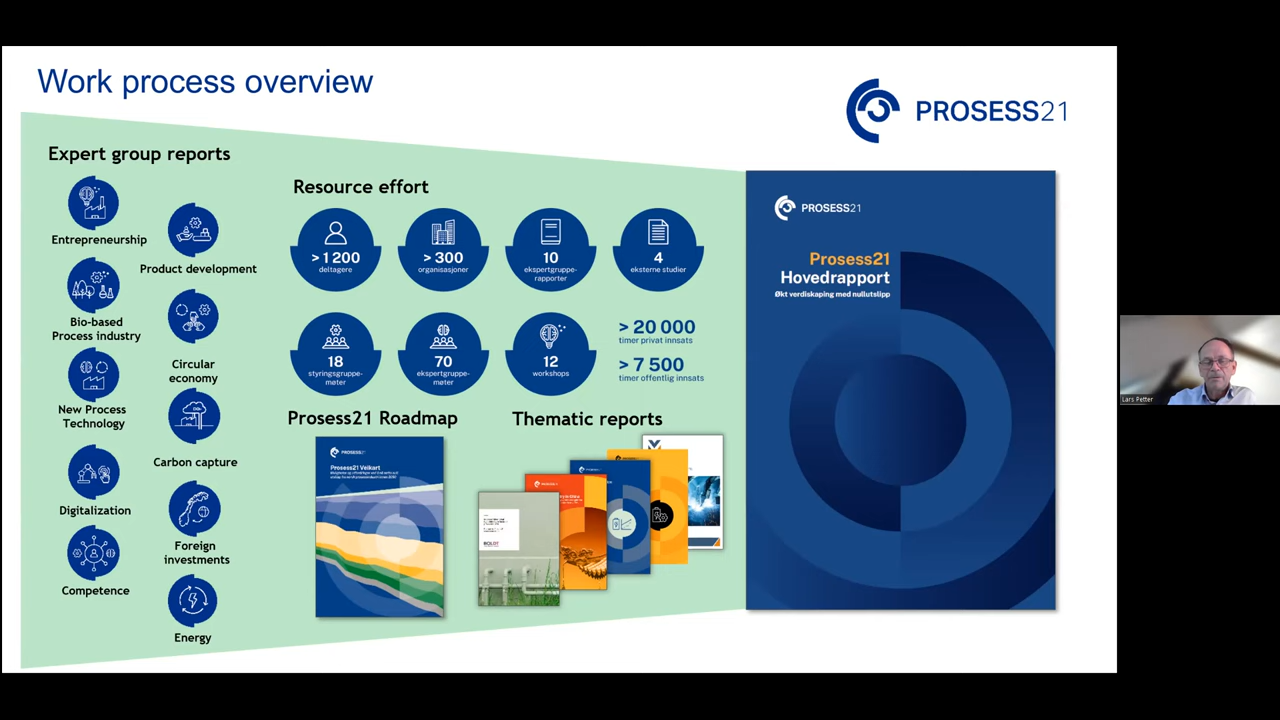 Work process overview
PROSESS21
Expert group reports
Entrepreneurship
Product development
Bio-based
Process industry
Circular
economy
New Process
Technology
Carbon capture
Digitalization
Foreign
investments
Competence
Energy
Resource effort
> 1 200
deltagere
> 300
organisasjoner
10
ekspertgruppe-
rapporter
4
eksterne studier
18
styringsgruppe-
møter
70
ekspertgruppe-
møter
12
workshops
> 20 000
timer privat innsats
> 7 500
timer offentlig innsats
Prosess21 Roadmap
PROSESS21
Prosess21 Veikart
Thematic reports
PROSESS21
PROSESS21
Prosess21
Hovedrapport
Økt verdiskaping med nullutslipp
Lars Petter